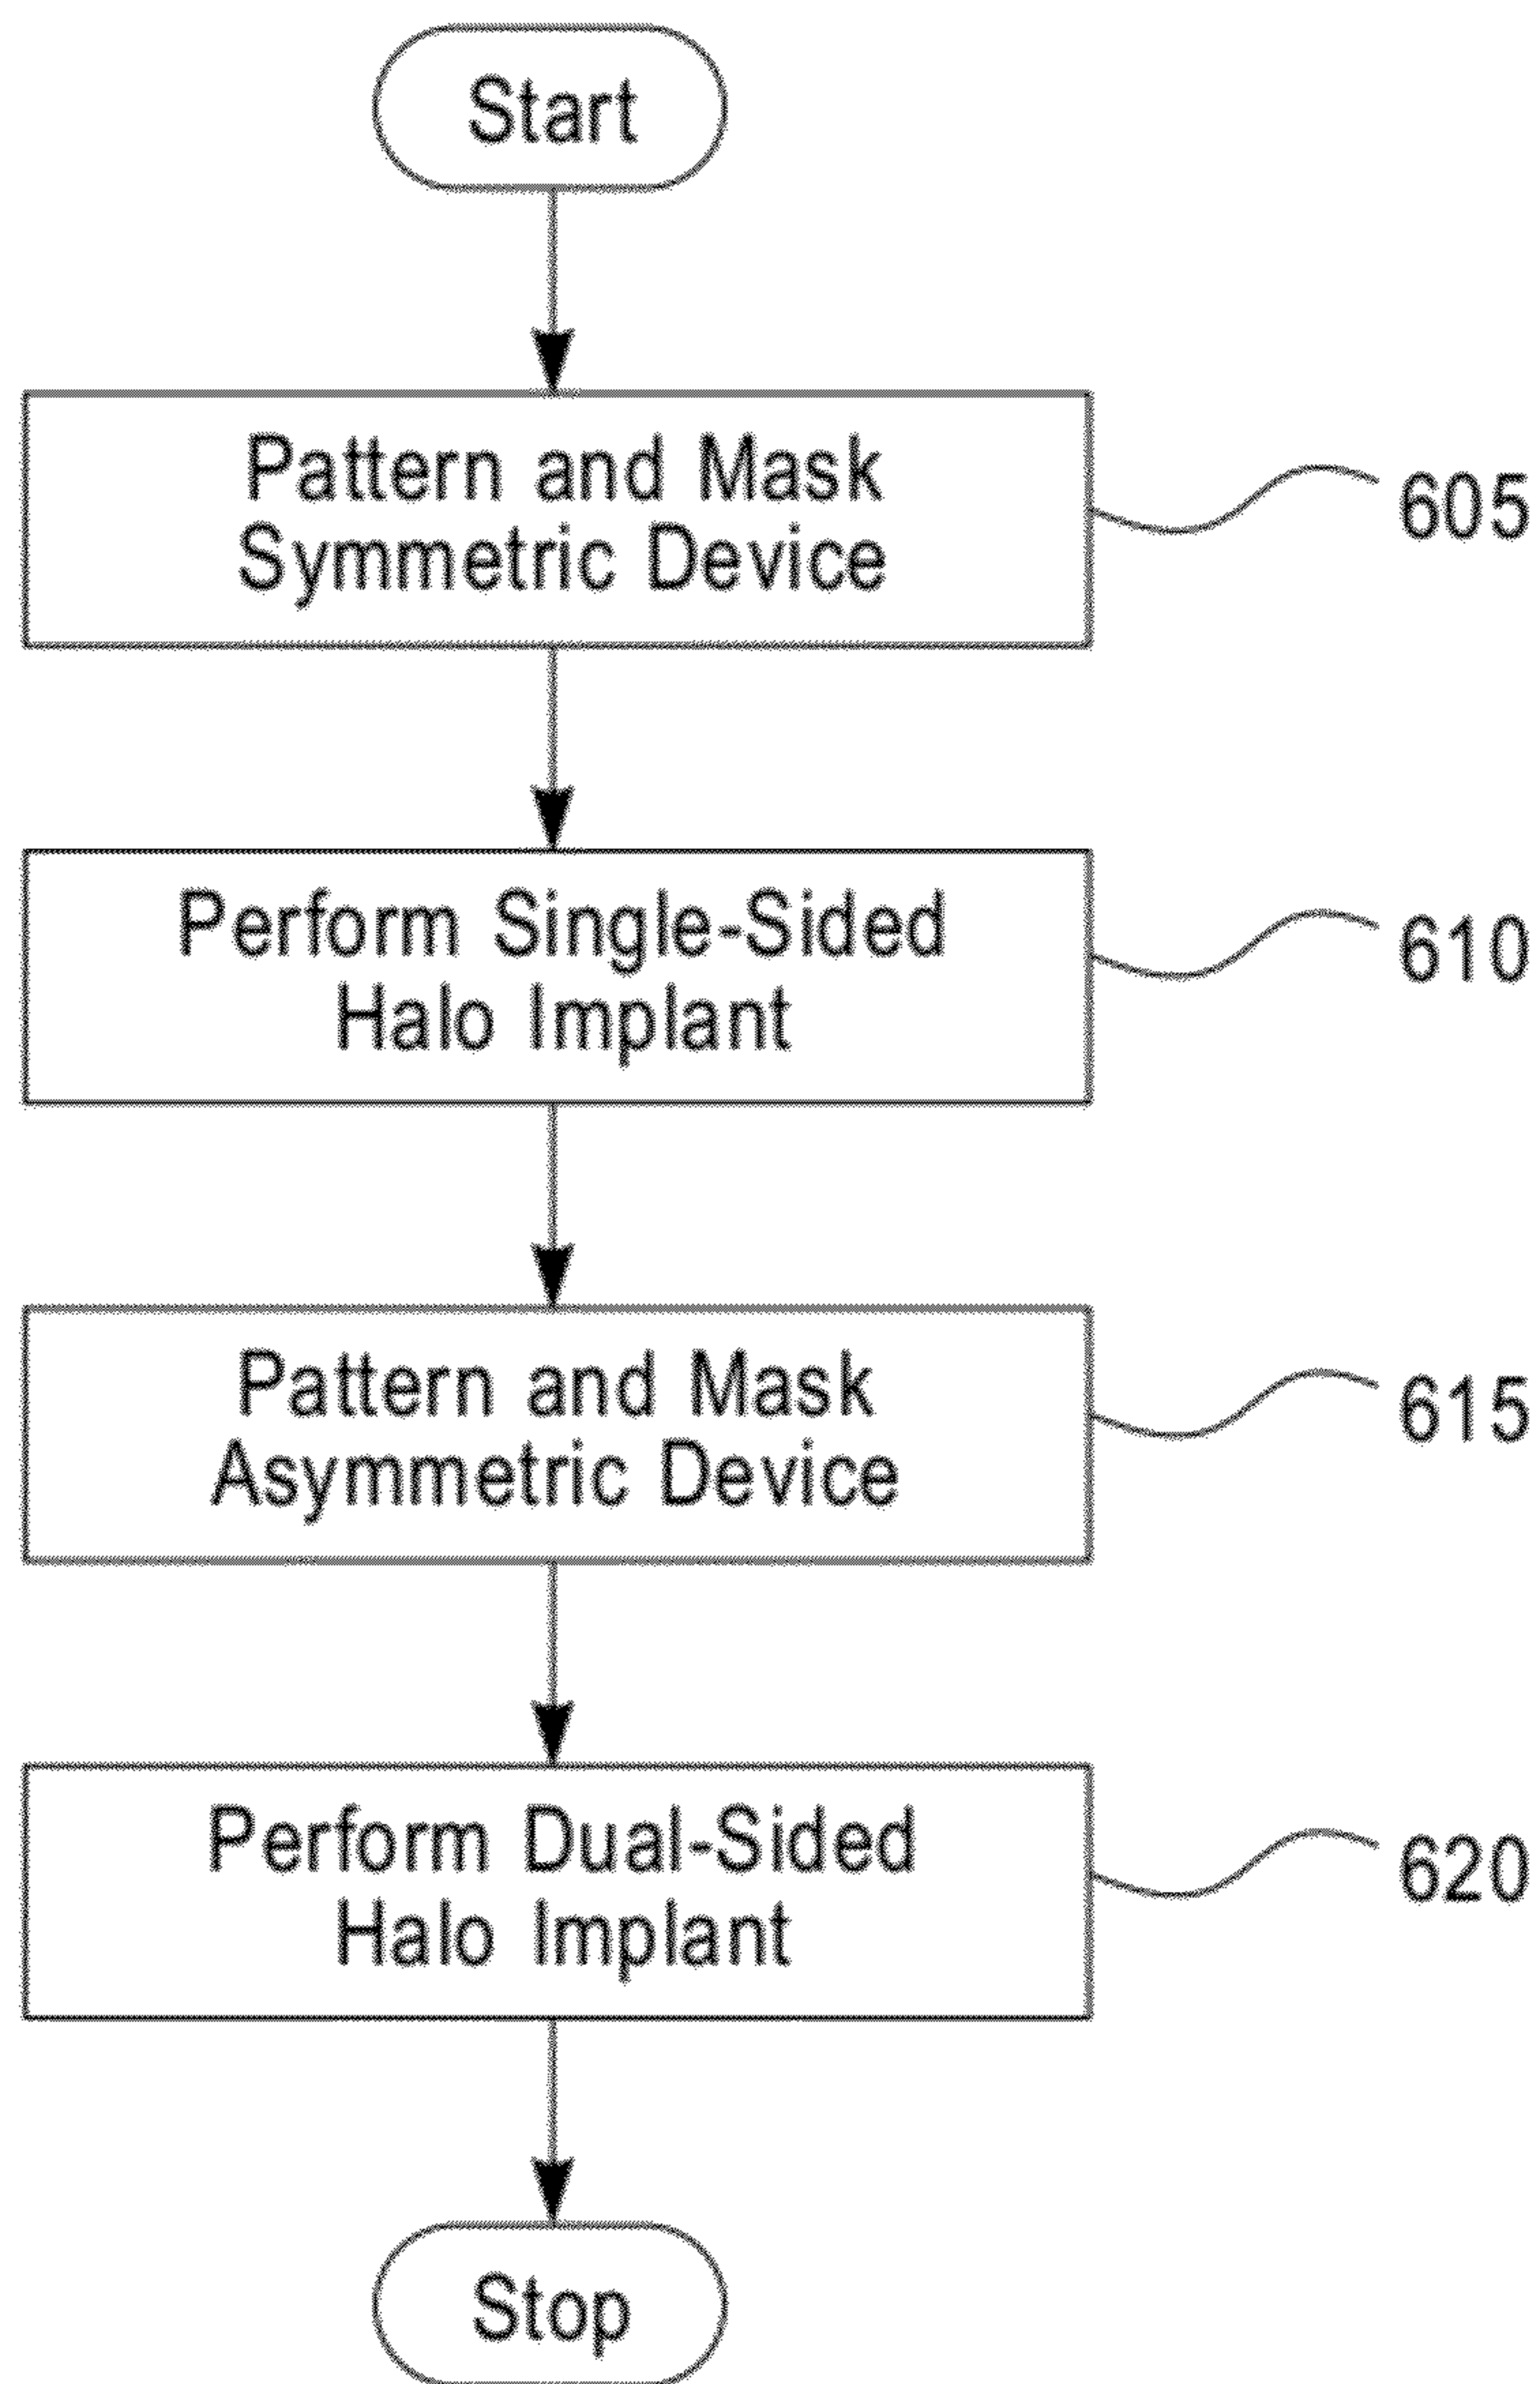 Start
Pattern and Mask
Symmetric Device
605
Perform Single-Sided
Halo Implant
610
Pattern and Mask
Asymmetric Device
615
Perform Dual-Sided
Halo Implant
620
Stop